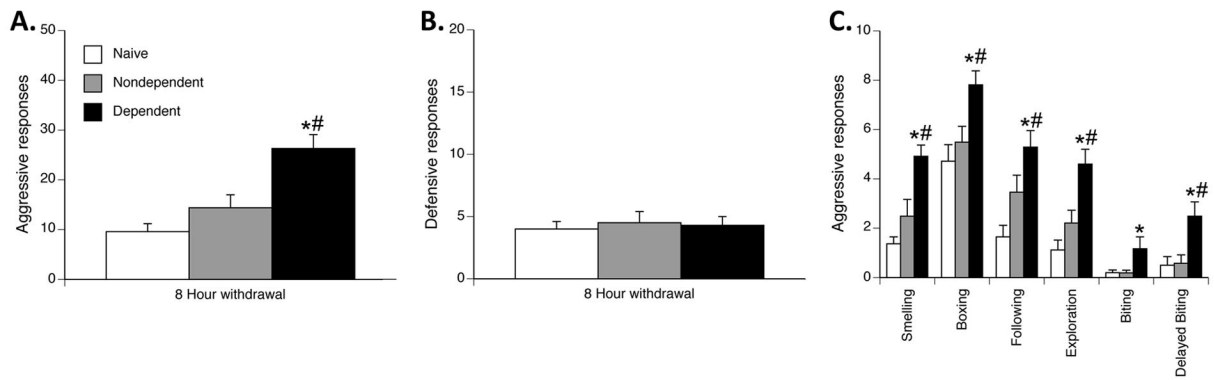 A.
Aggressive responses
50
40
30
20
10
0
Naive
Nondependent
Dependent
*#
8 Hour withdrawal
B.
Defensive responses
20
15
10
5
0
8 Hour withdrawal
C.
Aggressive responses
10
8
6
4
2
0
*#
*#
*#
*#
*
*#
Smelling
Boxing
Following
Exploration
Biting
Delayed Biting